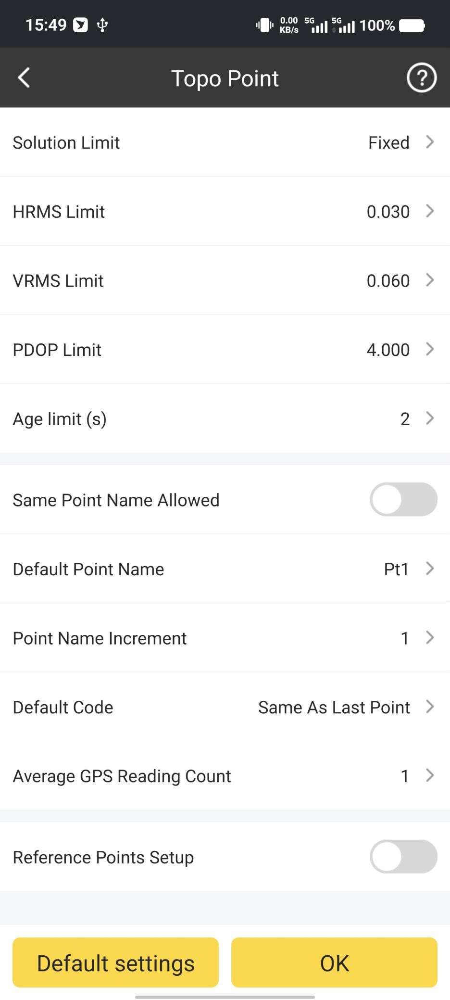 15:49 0.00 KB/s 5G 5G 100%
Topo Point ?
Solution Limit Fixed
HRMS Limit 0.030
VRMS Limit 0.060
PDOP Limit 4.000
Age limit (s) 2
Same Point Name Allowed
Default Point Name Pt1
Point Name Increment 1
Default Code Same As Last Point
Average GPS Reading Count 1
Reference Points Setup
Default settings OK